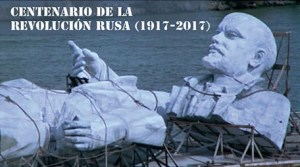 CENTENARIO DE LA
REVOLUCIÓN RUSA (1917-2017)